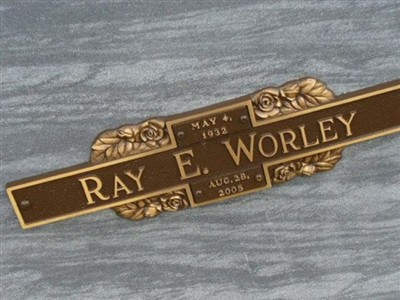 MAY 4,
1932
RAY E. WORLEY
AUG. 28,
2005